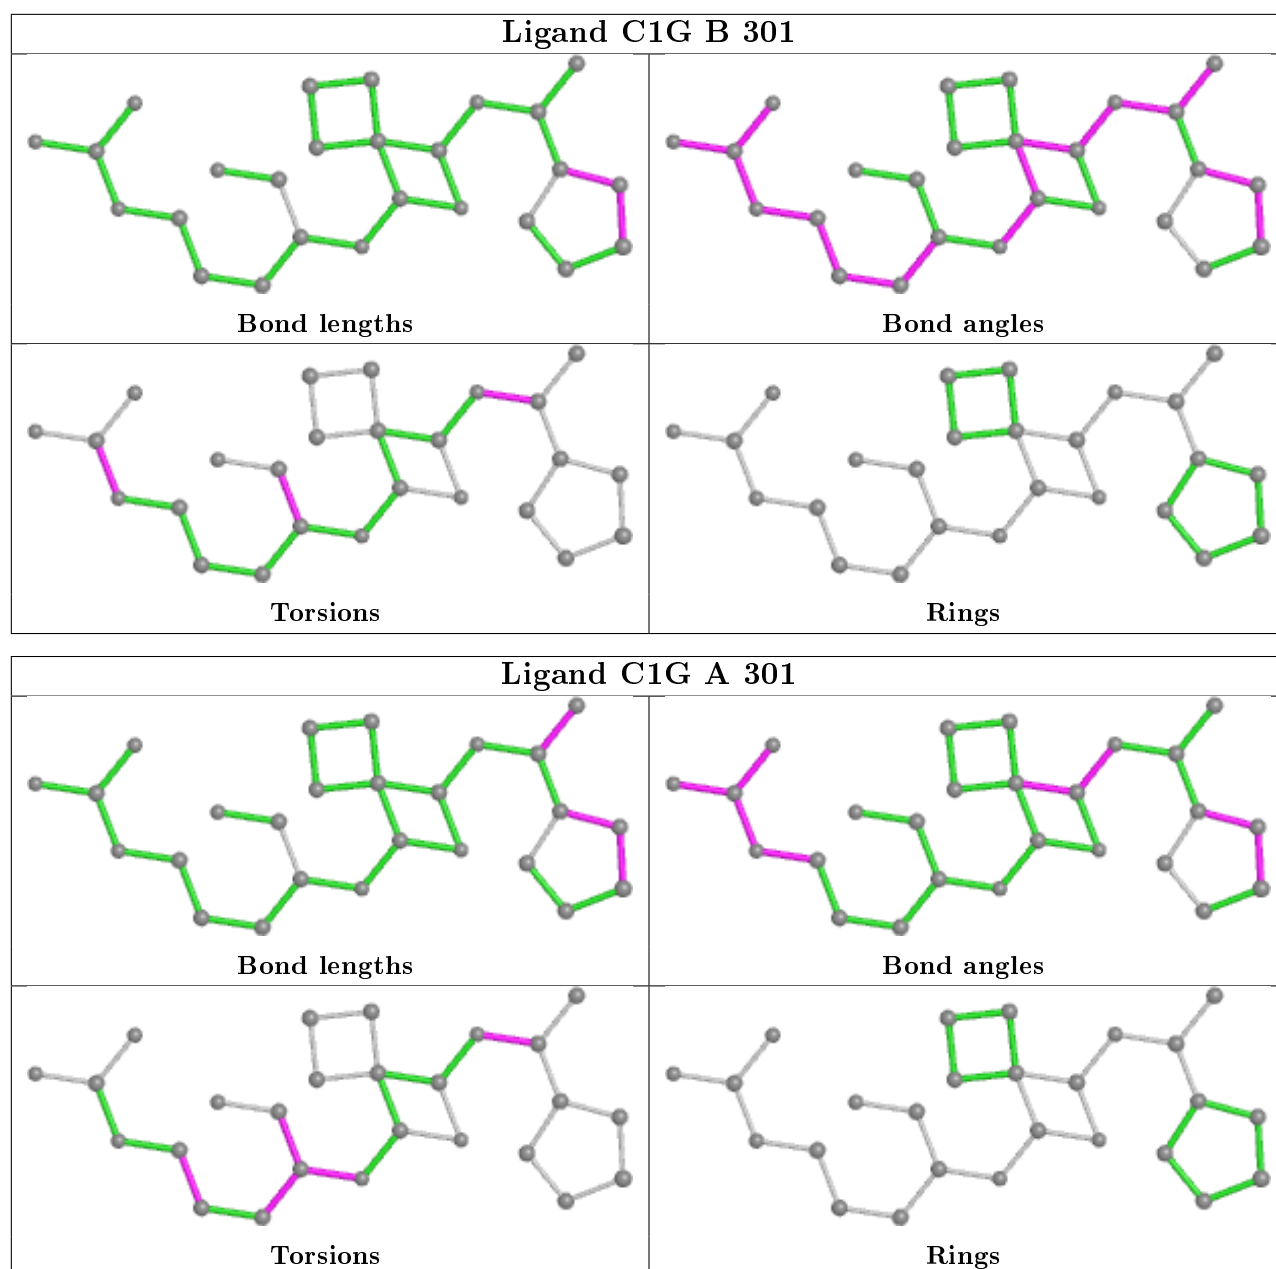 Ligand C1G B 301
Bond lengths
Bond angles
Torsions
Rings
Ligand C1G A 301
Bond lengths
Bond angles
Torsions
Rings